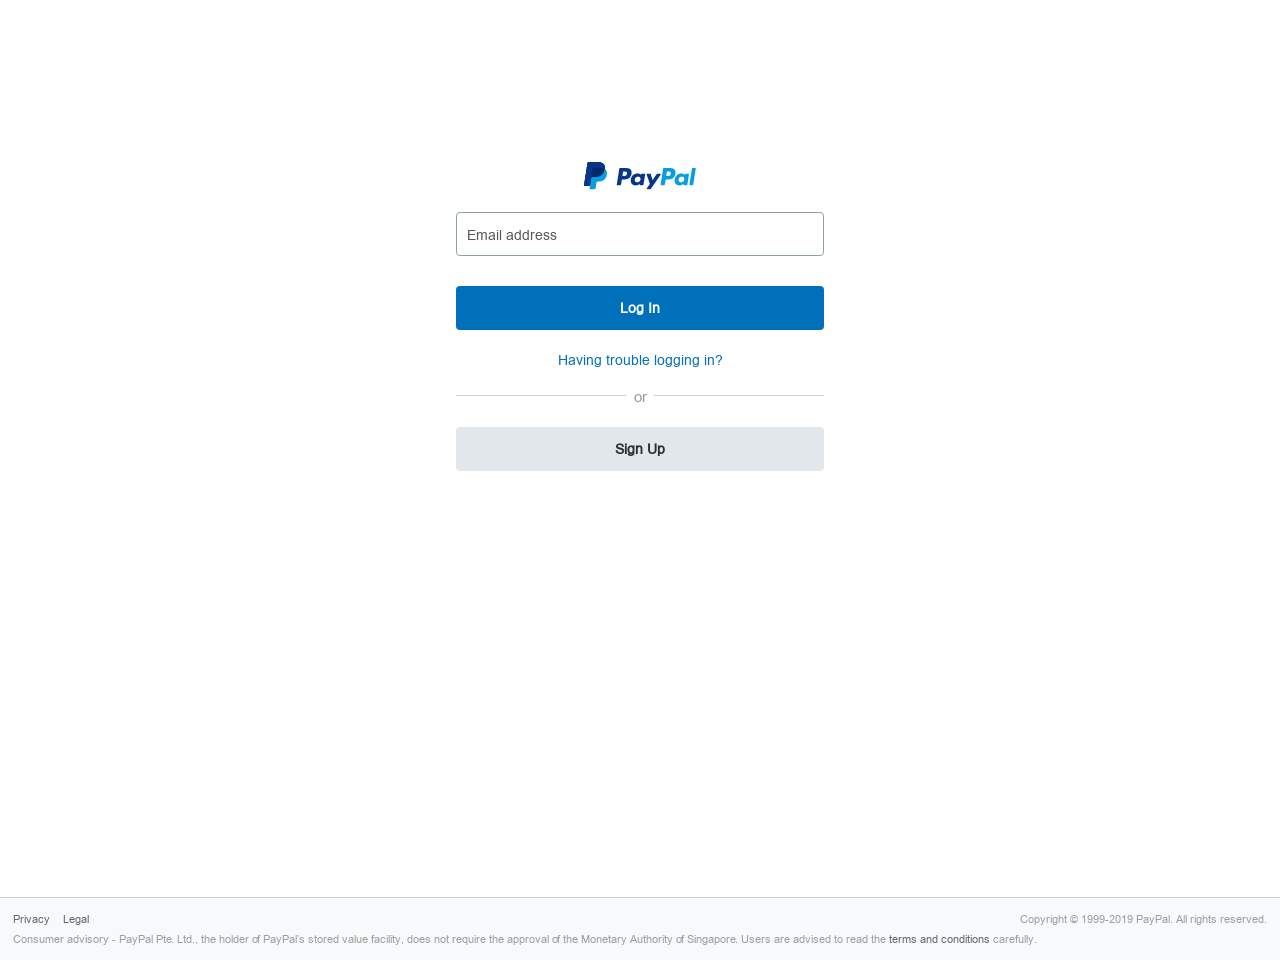 PayPal
Email address
Log In
Having trouble logging in?
or
Sign Up
Privacy Legal
Copyright © 1999-2019 PayPal. All rights reserved.
Consumer advisory - PayPal Pte. Ltd., the holder of PayPal's stored value facility, does not require the approval of the Monetary Authority of Singapore. Users are advised to read the terms and conditions carefully.